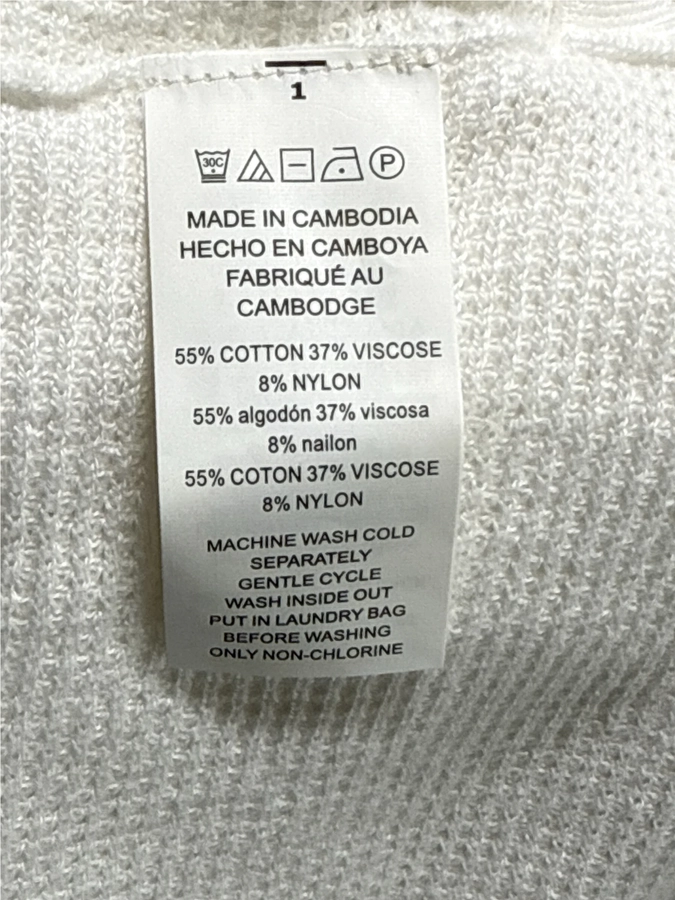 1
30C
P
MADE IN CAMBODIA
HECHO EN CAMBOYA
FABRIQUÉ AU
CAMBODGE
55% COTTON 37% VISCOSE
8% NYLON
55% algodón 37% viscosa
8% nailon
55% COTON 37% VISCOSE
8% NYLON
MACHINE WASH COLD
SEPARATELY
GENTLE CYCLE
WASH INSIDE OUT
PUT IN LAUNDRY BAG
BEFORE WASHING
ONLY NON-CHLORINE